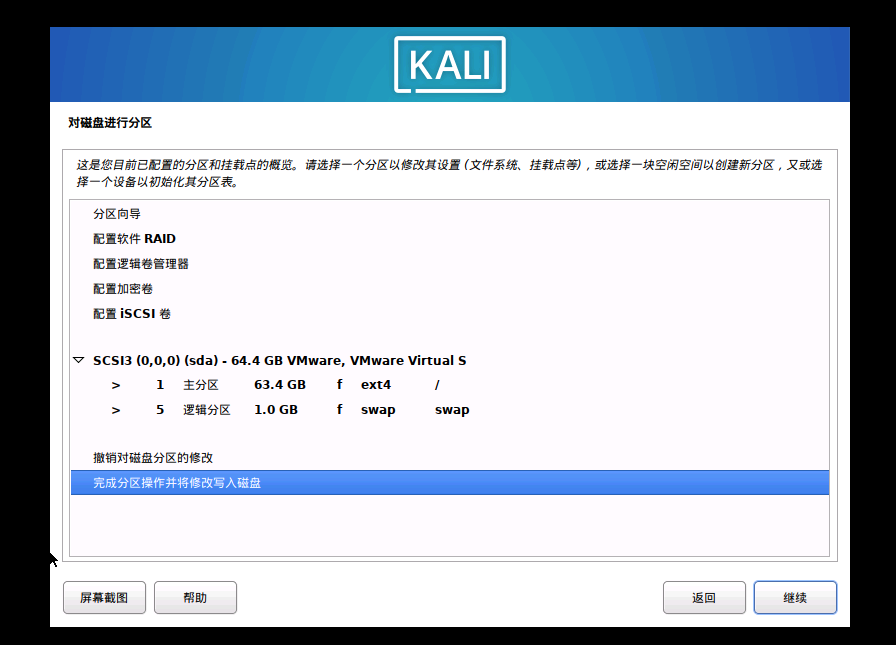 KALI
对磁盘进行分区
这是您目前已配置的分区和挂载点的概览。请选择一个分区以修改其设置 (文件系统、挂载点等)，或选择一块空闲空间以创建新分区，又或选
择一个设备以初始化其分区表。
分区向导
配置软件 RAID
配置逻辑卷管理器
配置加密卷
配置 iSCSI 卷
SCSI3 (0,0,0) (sda) - 64.4 GB VMware, VMware Virtual S
> 1 主分区 63.4 GB f ext4 /
> 5 逻辑分区 1.0 GB f swap swap
撤销对磁盘分区的修改
完成分区操作并将修改写入磁盘
屏幕截图 帮助 返回 继续